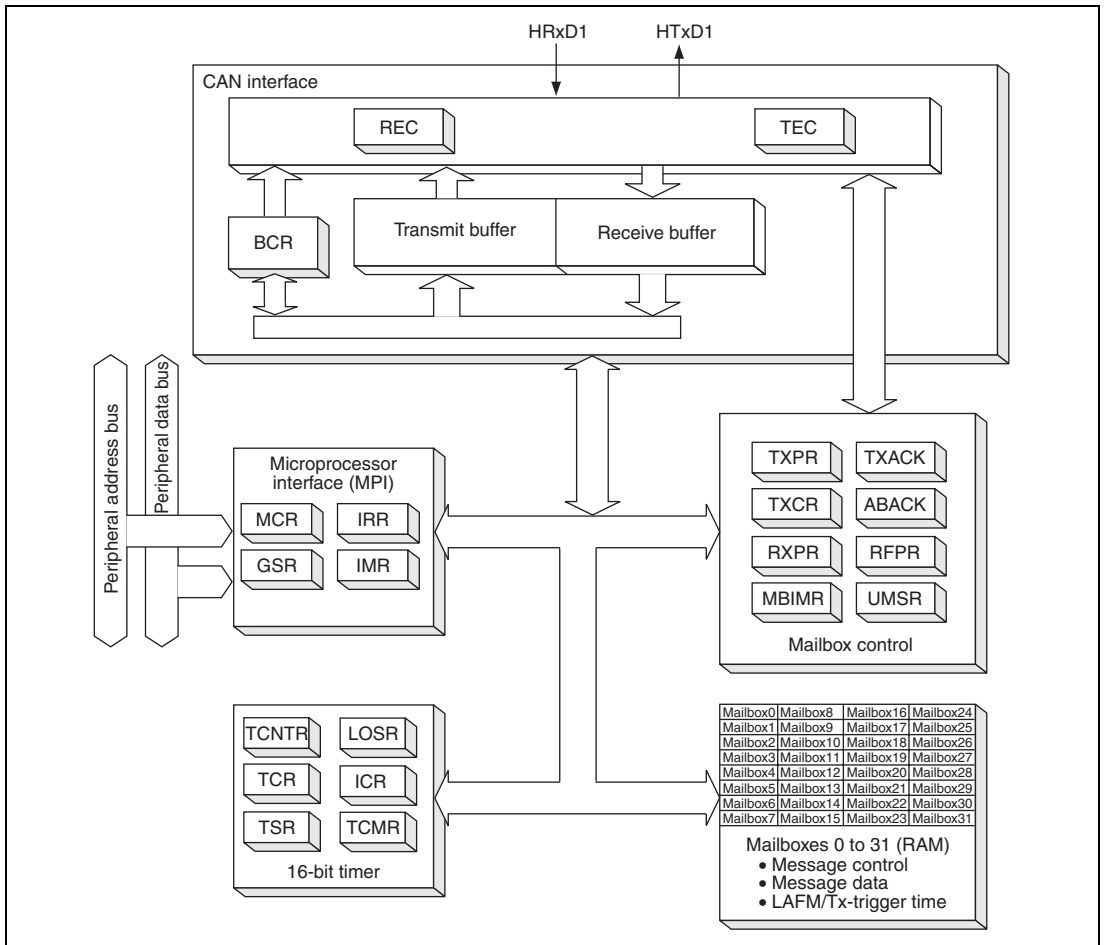 HRxD1 HTxD1
CAN interface
REC TEC
BCR
Transmit buffer
Receive buffer
Peripheral address bus
Peripheral data bus
Microprocessor
interface (MPI)
MCR IRR
GSR IMR
TXPR TXACK
TXCR ABACK
RXPR RFPR
MBIMR UMSR
Mailbox control
TCNTR LOSR
TCR ICR
TSR TCMR
16-bit timer
Mailbox0 Mailbox8 Mailbox16 Mailbox24
Mailbox1 Mailbox9 Mailbox17 Mailbox25
Mailbox2 Mailbox10 Mailbox18 Mailbox26
Mailbox3 Mailbox11 Mailbox19 Mailbox27
Mailbox4 Mailbox12 Mailbox20 Mailbox28
Mailbox5 Mailbox13 Mailbox21 Mailbox29
Mailbox6 Mailbox14 Mailbox22 Mailbox30
Mailbox7 Mailbox15 Mailbox23 Mailbox31
Mailboxes 0 to 31 (RAM)
• Message control
• Message data
• LAFM/Tx-trigger time